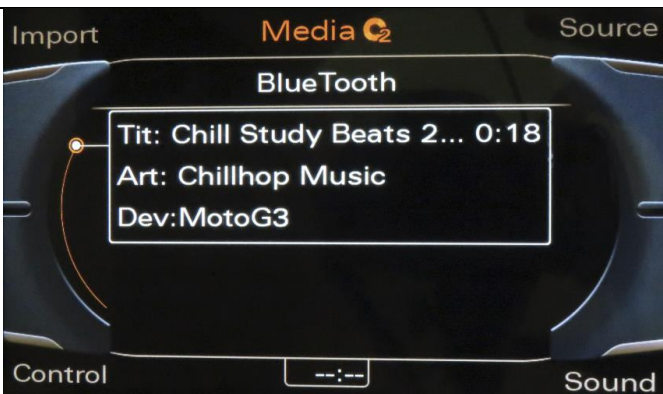 Import Media Source
BlueTooth
Tit: Chill Study Beats 2... 0:18
Art: Chillhop Music
Dev:MotoG3
Control --:-- Sound